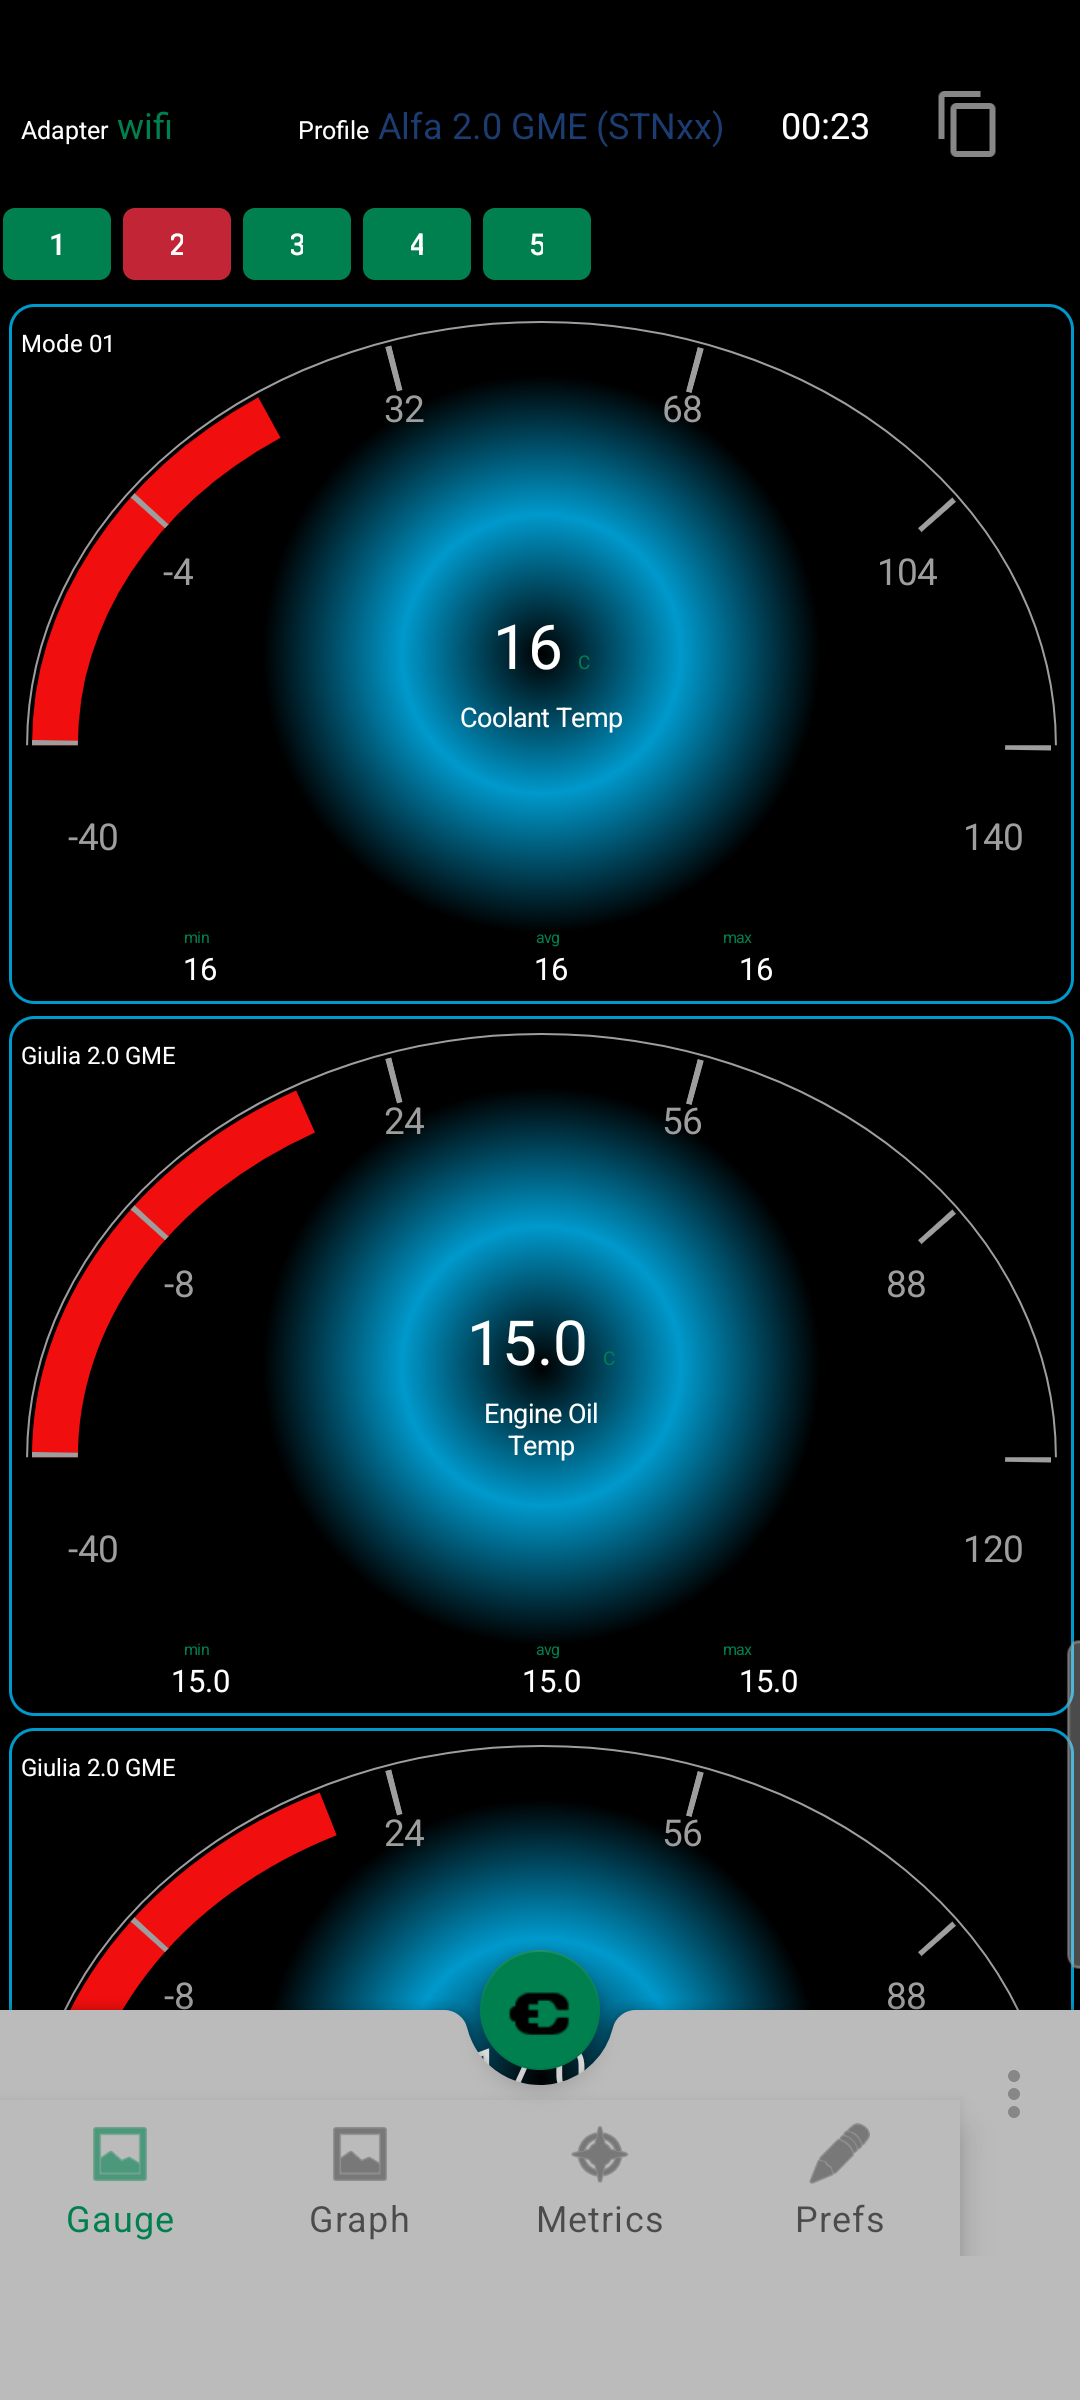 Adapter wifi Profile Alfa 2.0 GME (STNxx) 00:23
1 2 3 4 5
Mode 01
32 68
-4 104
16 C
Coolant Temp
-40 140
min avg max
16 16 16
Giulia 2.0 GME
24 56
-8 88
15.0 C
Engine Oil
Temp
-40 120
min avg max
15.0 15.0 15.0
Giulia 2.0 GME
24 56
-8 88
Gauge Graph Metrics Prefs